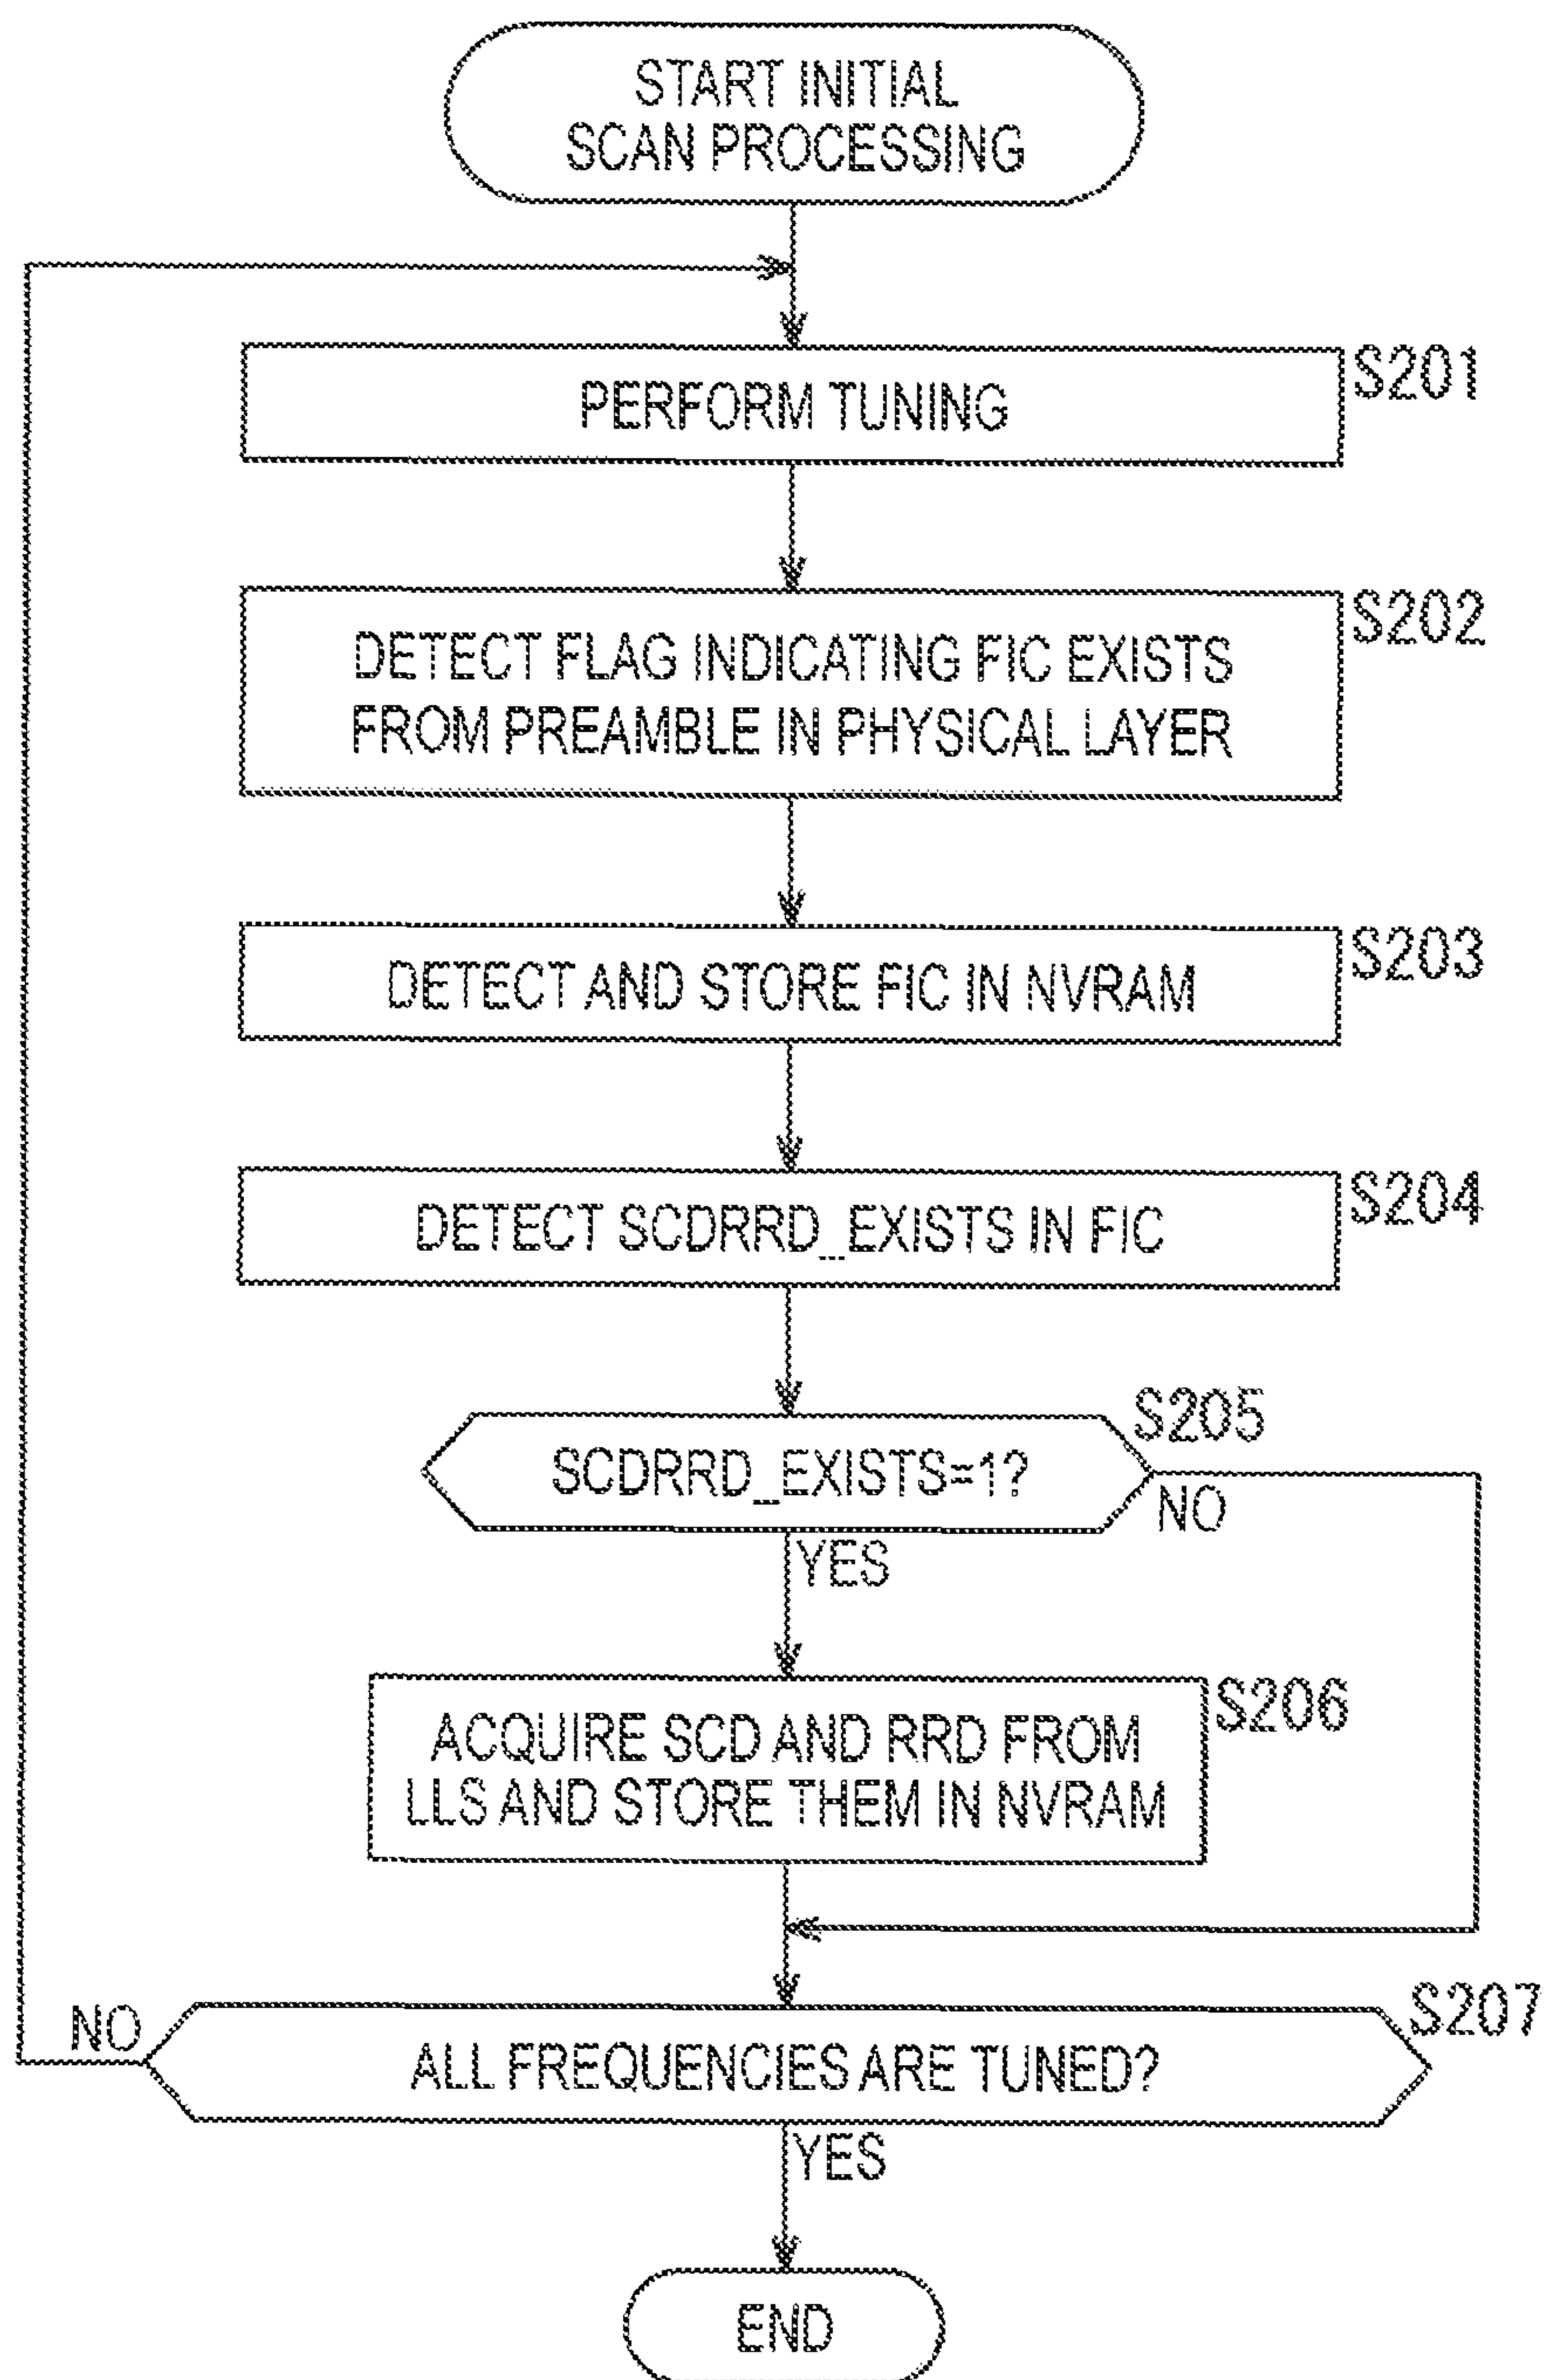 START INITIAL
SCAN PROCESSING
S201
PERFORM TUNING
S202
DETECT FLAG INDICATING FIC EXISTS
FROM PREAMBLE IN PHYSICAL LAYER
S203
DETECT AND STORE FIC IN NVRAM
S204
DETECT SCDRRD_EXISTS IN FIC
S205
SCDRRD_EXISTS=1?
NO
YES
S206
ACQUIRE SCD AND RRD FROM
LLS AND STORE THEM IN NVRAM
S207
NO
ALL FREQUENCIES ARE TUNED?
YES
END